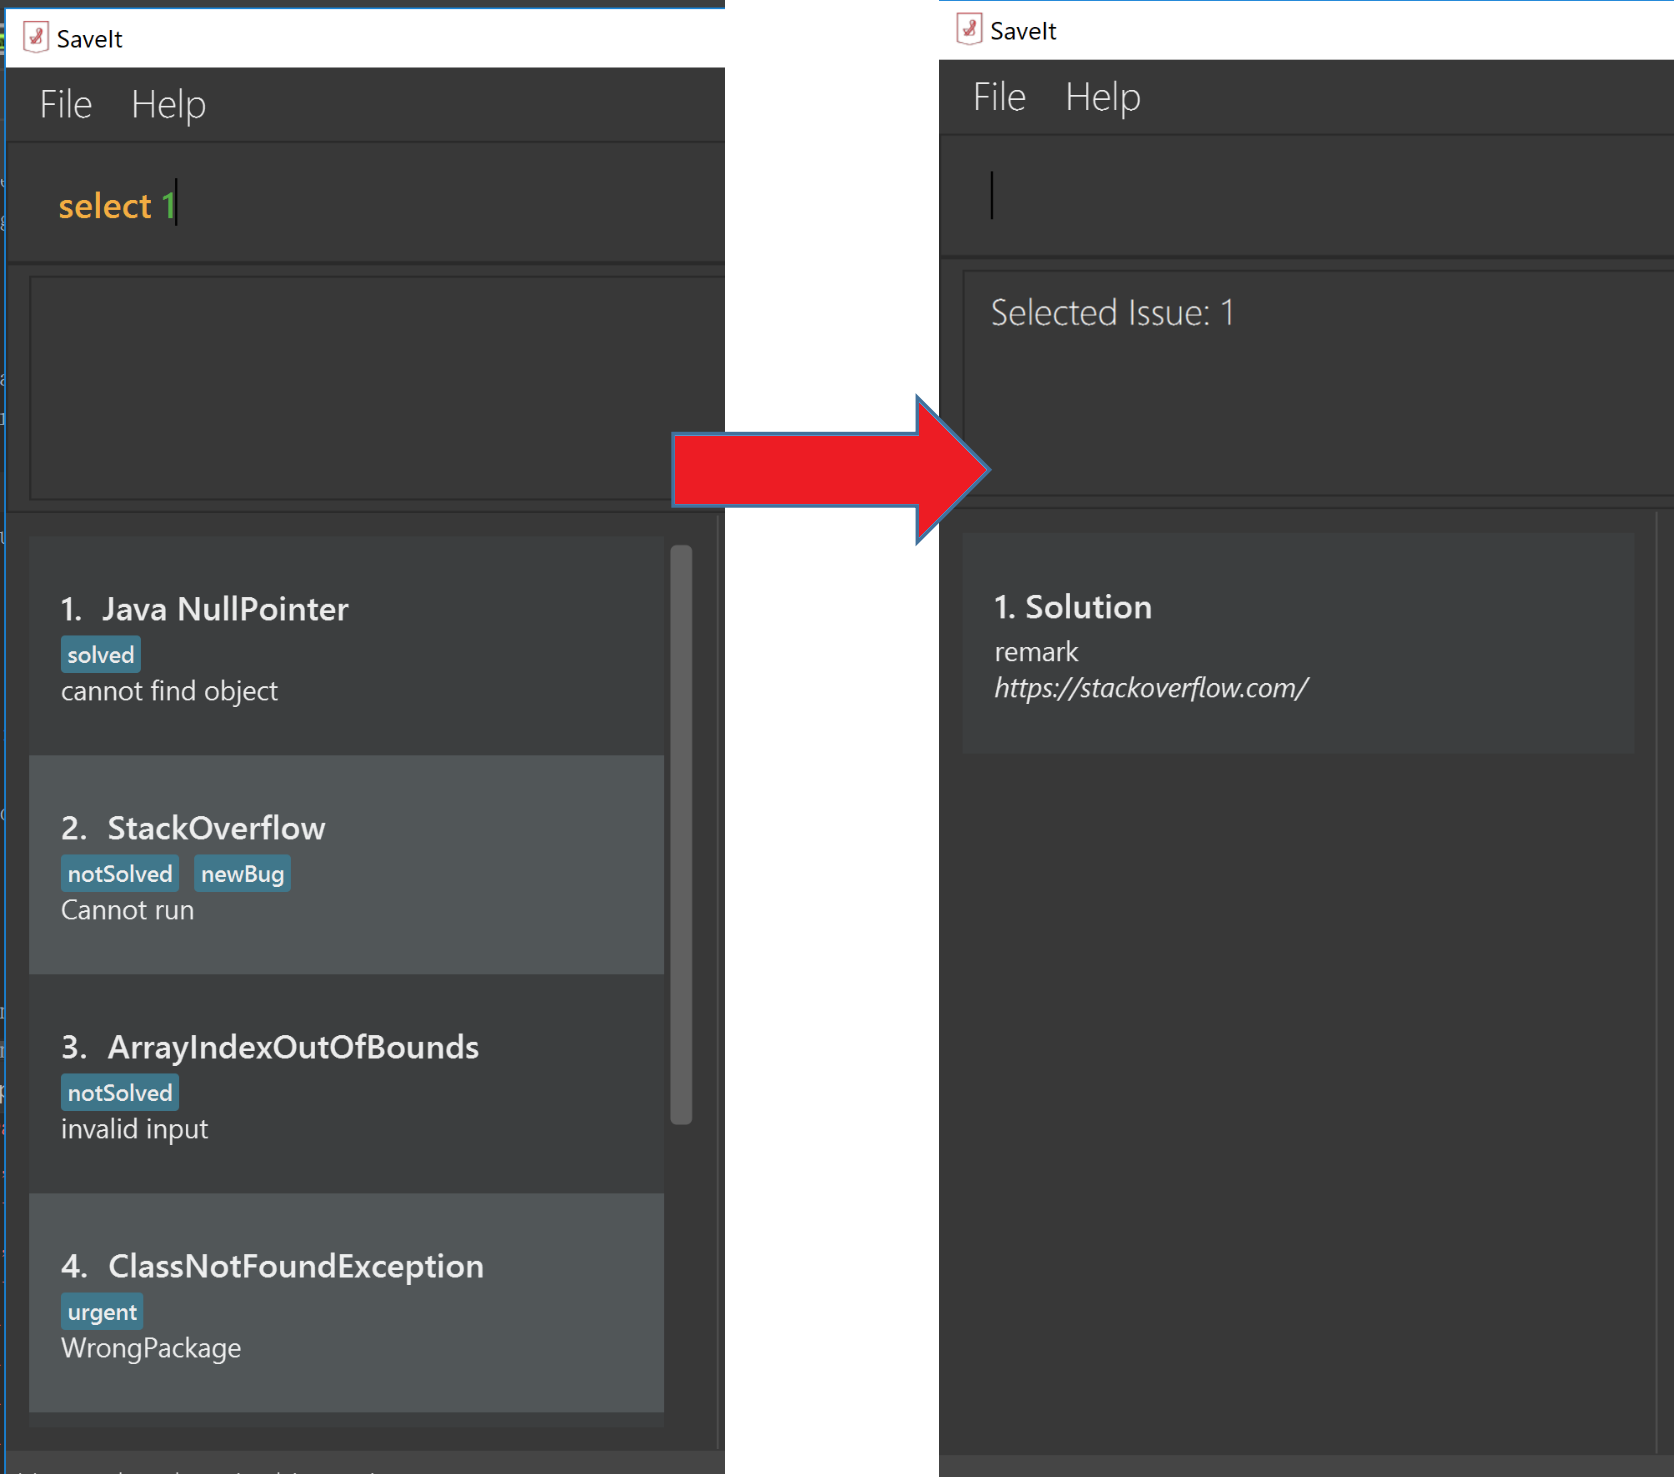 SaveIt
File Help
select 1
1. Java NullPointer
solved
cannot find object
2. StackOverflow
notSolved newBug
Cannot run
3. ArrayIndexOutOfBounds
notSolved
invalid input
4. ClassNotFoundException
urgent
WrongPackage
SaveIt
File Help
Selected Issue: 1
1. Solution
remark
https://stackoverflow.com/